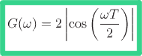 G(ω) = 2 |cos (ωT/2)|